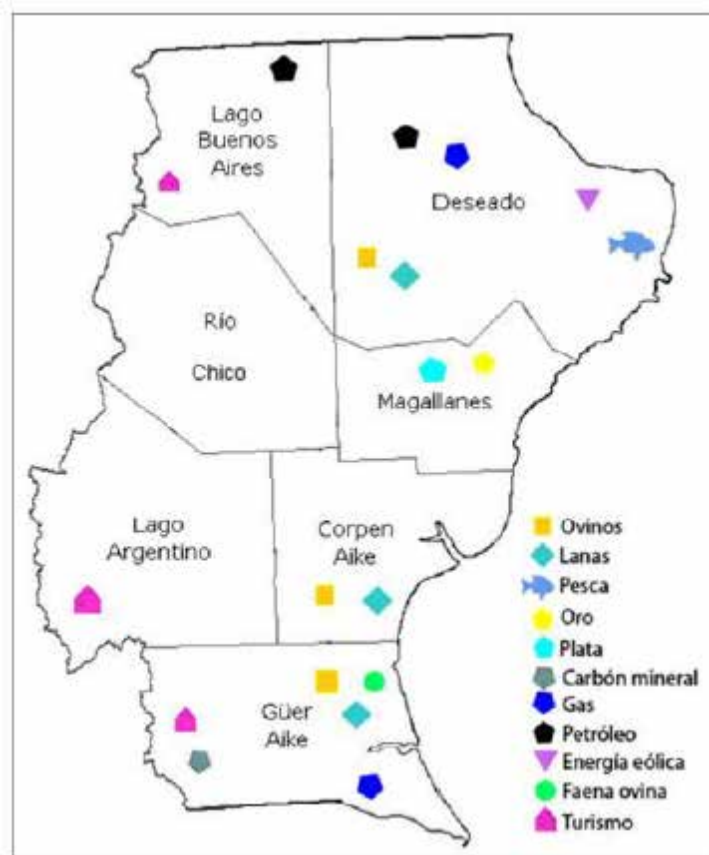 Lago
Buenos
Aires
Deseado
Río
Chico
Magallanes
Lago
Argentino
Corpen
Aike
Güer
Aike
Ovinos
Lanas
Pesca
Oro
Plata
Carbón mineral
Gas
Petróleo
Energía eólica
Faena ovina
Turismo